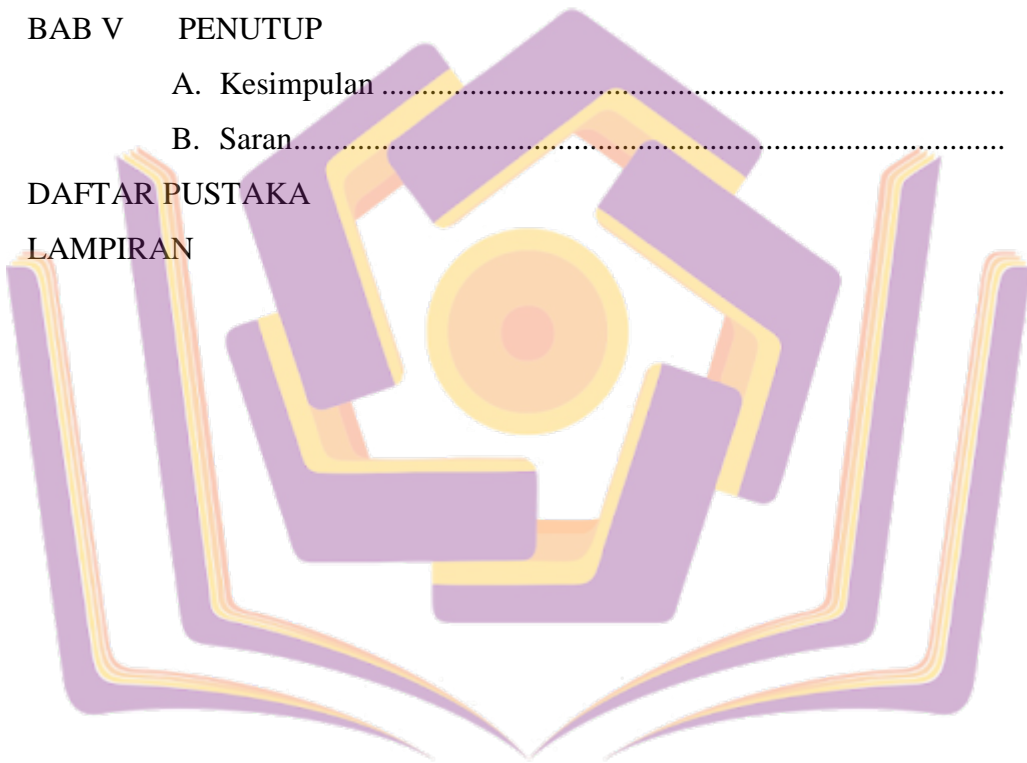 BAB V PENUTUP
A. Kesimpulan ..............................................................................
B. Saran.........................................................................................
DAFTAR PUSTAKA
LAMPIRAN